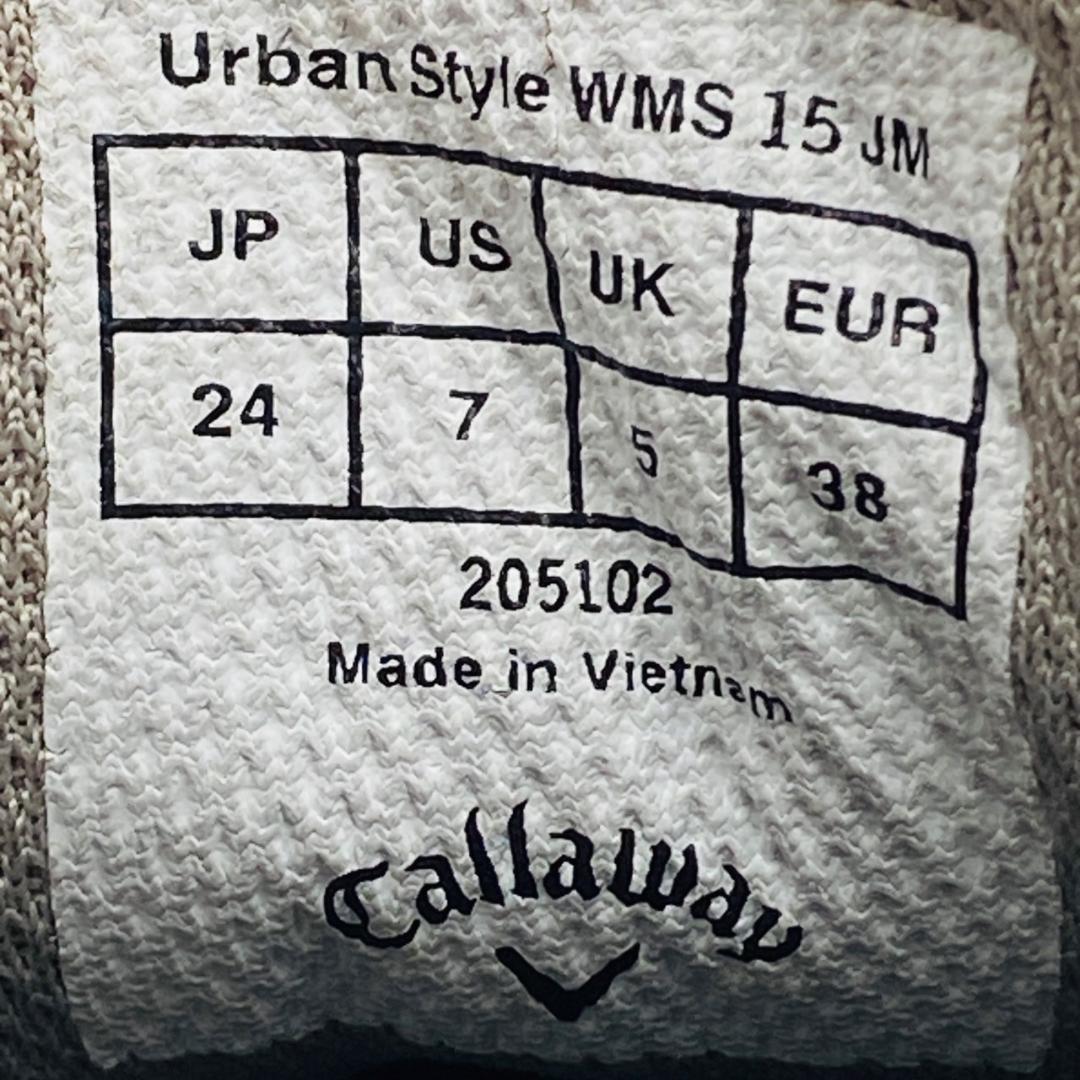 Urban Style WMS 15 JM
JP US UK EUR
24 7 5 38
205102
Made in Vietnam
Callaway